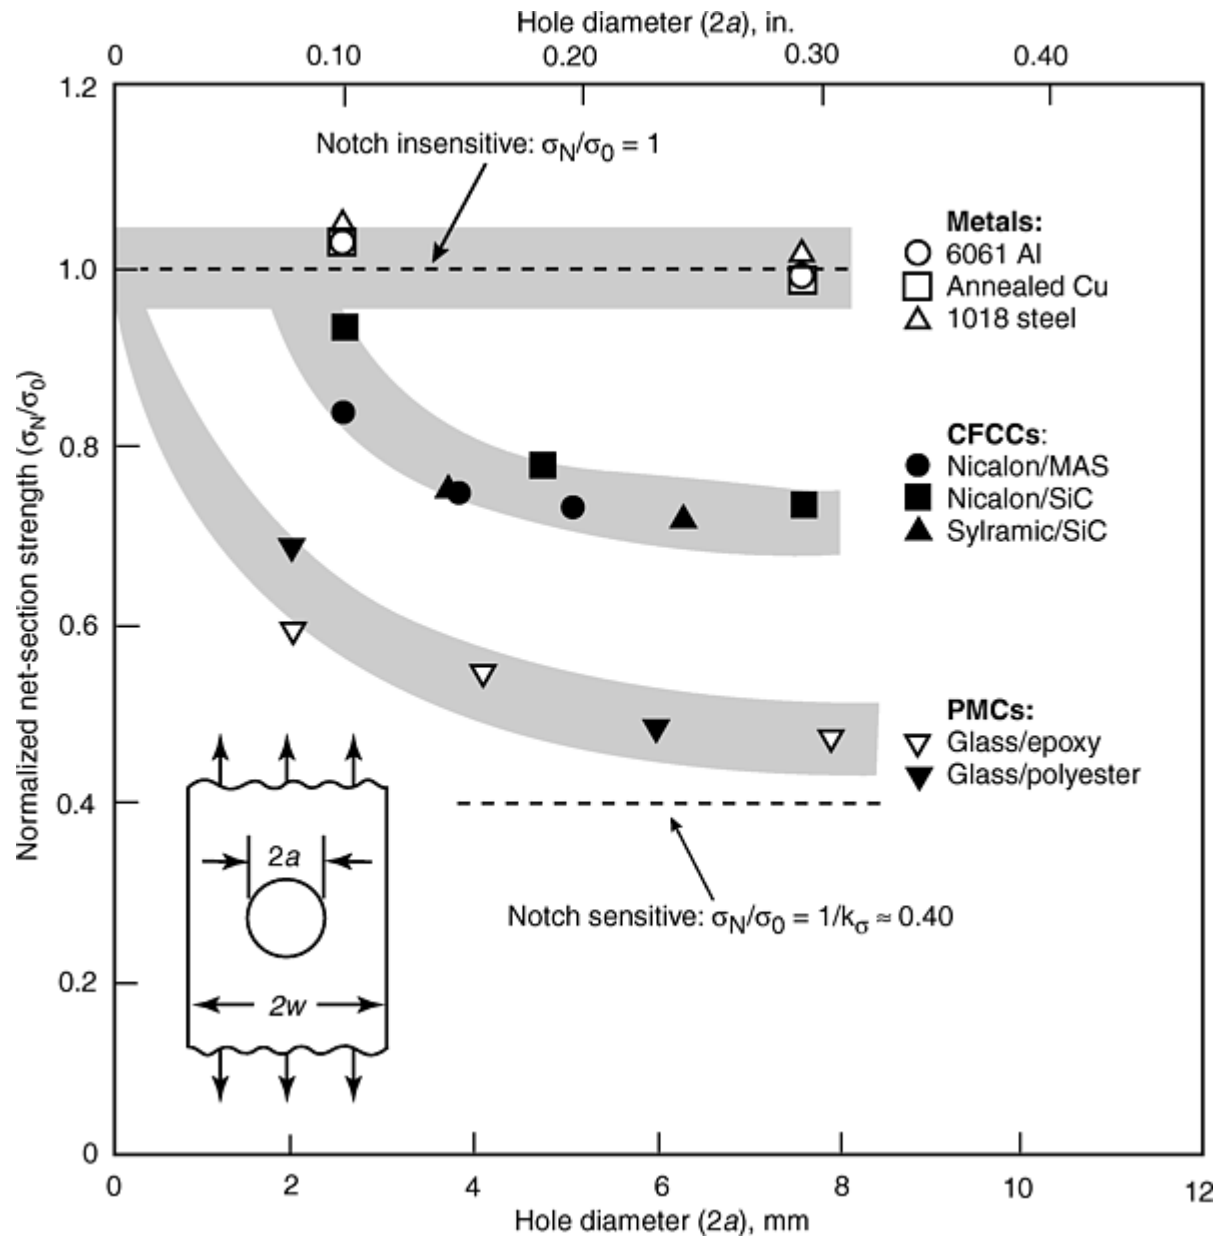 Hole diameter (2a), in.
0 0.10 0.20 0.30 0.40
1.2
1.0
0.8
0.6
0.4
0.2
0
Normalized net-section strength (σN/σ0)
Notch insensitive: σN/σ0 = 1
Metals:
6061 Al
Annealed Cu
1018 steel
CFCCs:
Nicalon/MAS
Nicalon/SiC
Sylramic/SiC
PMCs:
Glass/epoxy
Glass/polyester
2a
Notch sensitive: σN/σ0 = 1/kσ ≈ 0.40
2w
0 2 4 6 8 10 12
Hole diameter (2a), mm